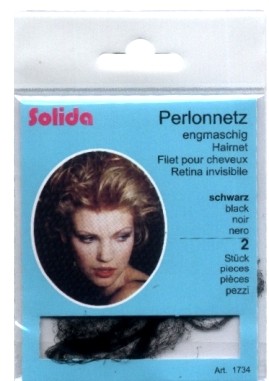 Solida
Perlonnetz
engmaschig
Hairnet
Filet pour cheveux
Retina invisibile
schwarz
black
noir
nero
2
Stück
pieces
pièces
pezzi
Art. 1734